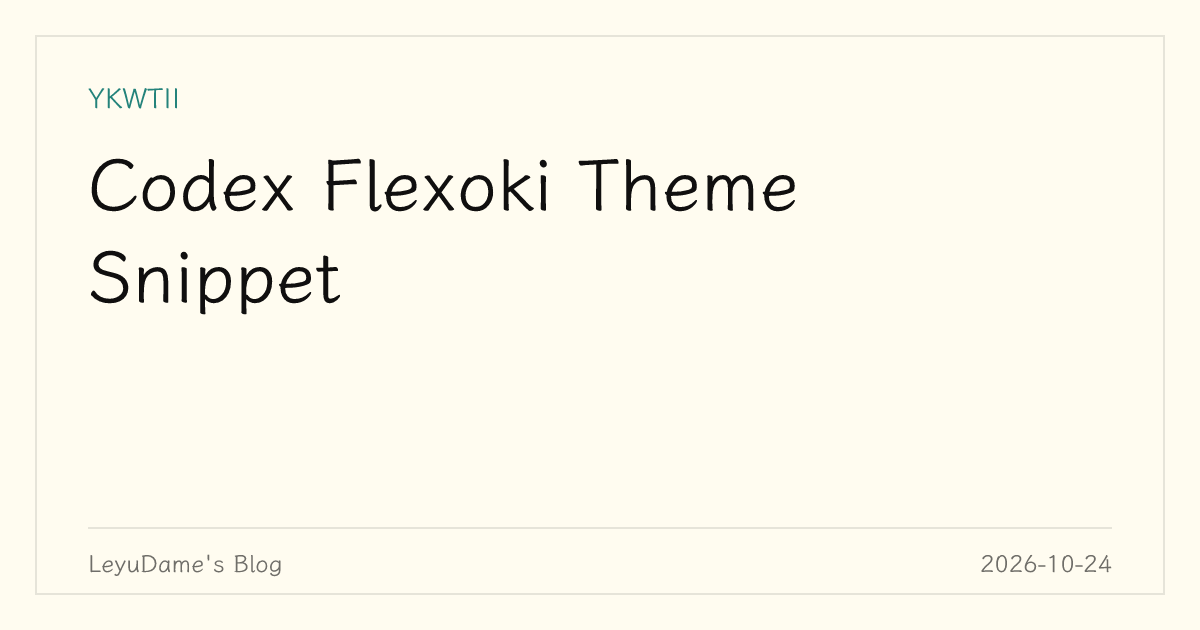 YKWTII
Codex Flexoki Theme
Snippet
LeyuDame's Blog
2026-10-24